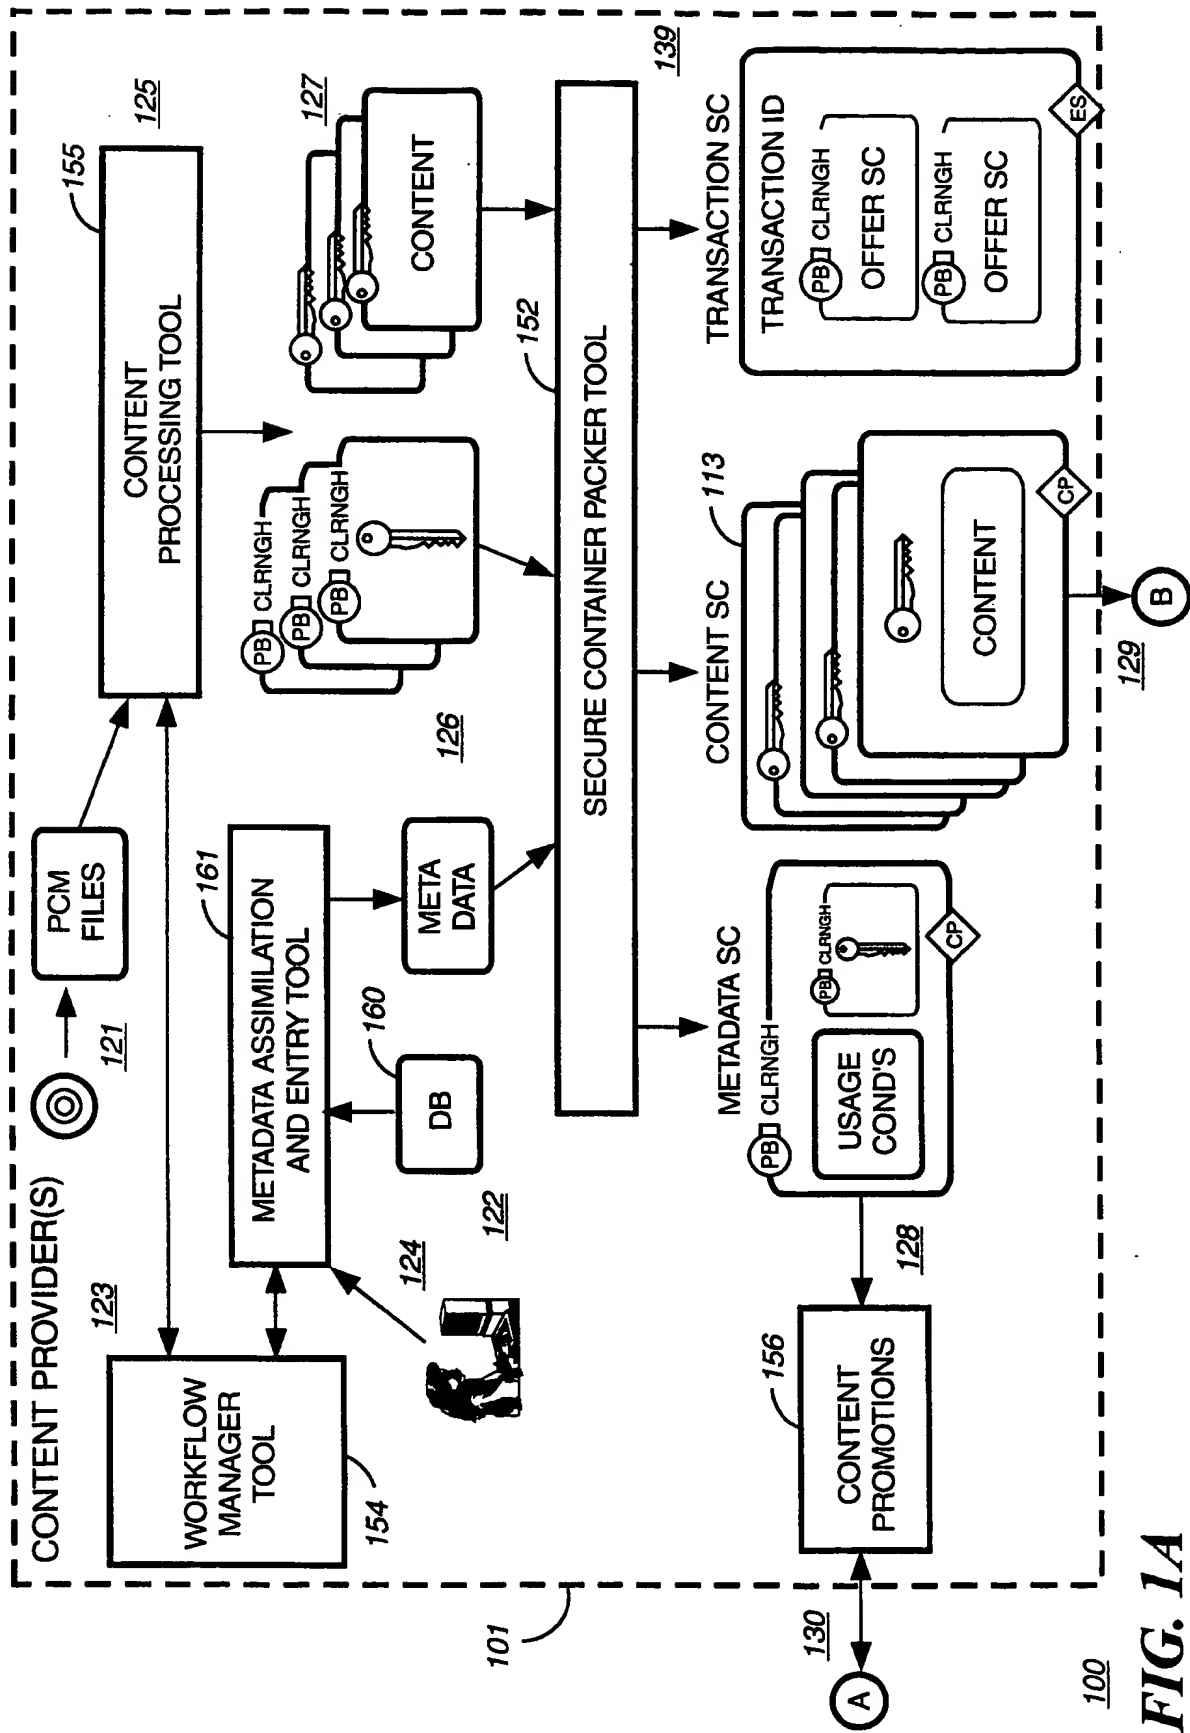 CONTENT PROVIDER(S)
121
PCM
FILES
155
125
CONTENT
PROCESSING TOOL
123
WORKFLOW
MANAGER
TOOL
154
161
METADATA ASSIMILATION
AND ENTRY TOOL
124
122
160
DB
META
DATA
126
PB CLRNGH
PB CLRNGH
PB CLRNGH
127
CONTENT
152
SECURE CONTAINER PACKER TOOL
139
METADATA SC
PB CLRNGH
USAGE
COND'S
PB CLRNGH
CP
CONTENT SC
113
CONTENT
CP
TRANSACTION SC
TRANSACTION ID
PB CLRNGH
OFFER SC
PB CLRNGH
OFFER SC
ES
128
156
CONTENT
PROMOTIONS
101
130
A
129
B
100
FIG. 1A